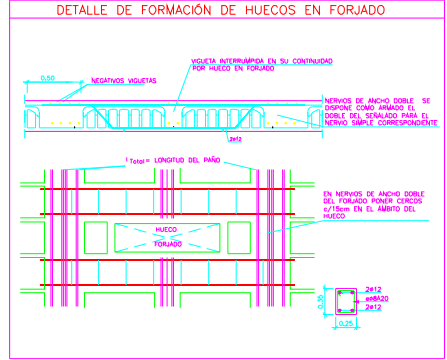 DETALLE DE FORMACIÓN DE HUECOS EN FORJADO
VIGUETA INTERRUMPIDA EN SU CONTINUIDAD
POR HUECO EN FORJADO
0,50
NEGATIVOS VIGUETAS
NERVIOS DE ANCHO DOBLE SE
DISPONE COMO ARMADO EL
DOBLE DEL SEÑALADO PARA EL
NERVIO SIMPLE CORRESPONDIENTE
2ø12
l Total = LONGITUD DEL PAÑO
EN NERVIOS DE ANCHO DOBLE
DEL FORJADO PONER CERCOS
c/15cm EN EL ÁMBITO DEL
HUECO
HUECO
FORJADO
2ø12
eø8A20
2ø12
0,30
0,25